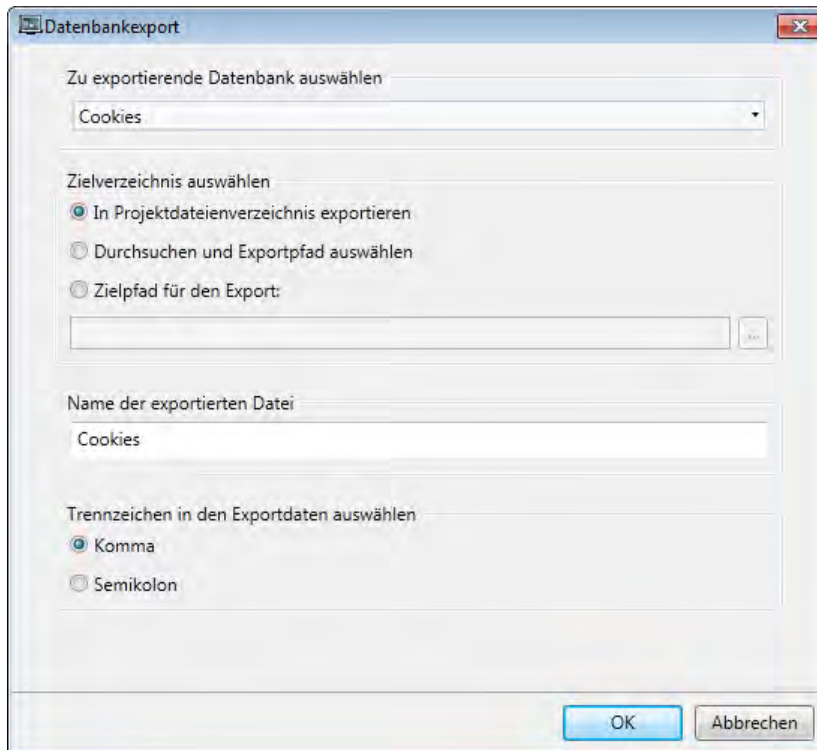 Datenbankexport
Zu exportierende Datenbank auswählen
Cookies
Zielverzeichnis auswählen
In Projektdateienverzeichnis exportieren
Durchsuchen und Exportpfad auswählen
Zielpfad für den Export:
...
Name der exportierten Datei
Cookies
Trennzeichen in den Exportdaten auswählen
Komma
Semikolon
OK Abbrechen